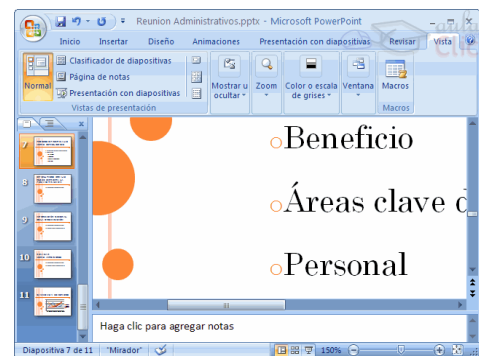 Reunion Administrativos.pptx - Microsoft PowerPoint
Inicio Insertar Diseño Animaciones Presentación con diapositivas Revisar Vista
Normal
Clasificador de diapositivas
Página de notas
Presentación con diapositivas
Vistas de presentación
Mostrar u ocultar
Zoom
Color o escala de grises
Ventana
Macros
Macros
7
8
9
10
11
Beneficio
Áreas clave d
Personal
Haga clic para agregar notas
Diapositiva 7 de 11 "Mirador" 150%